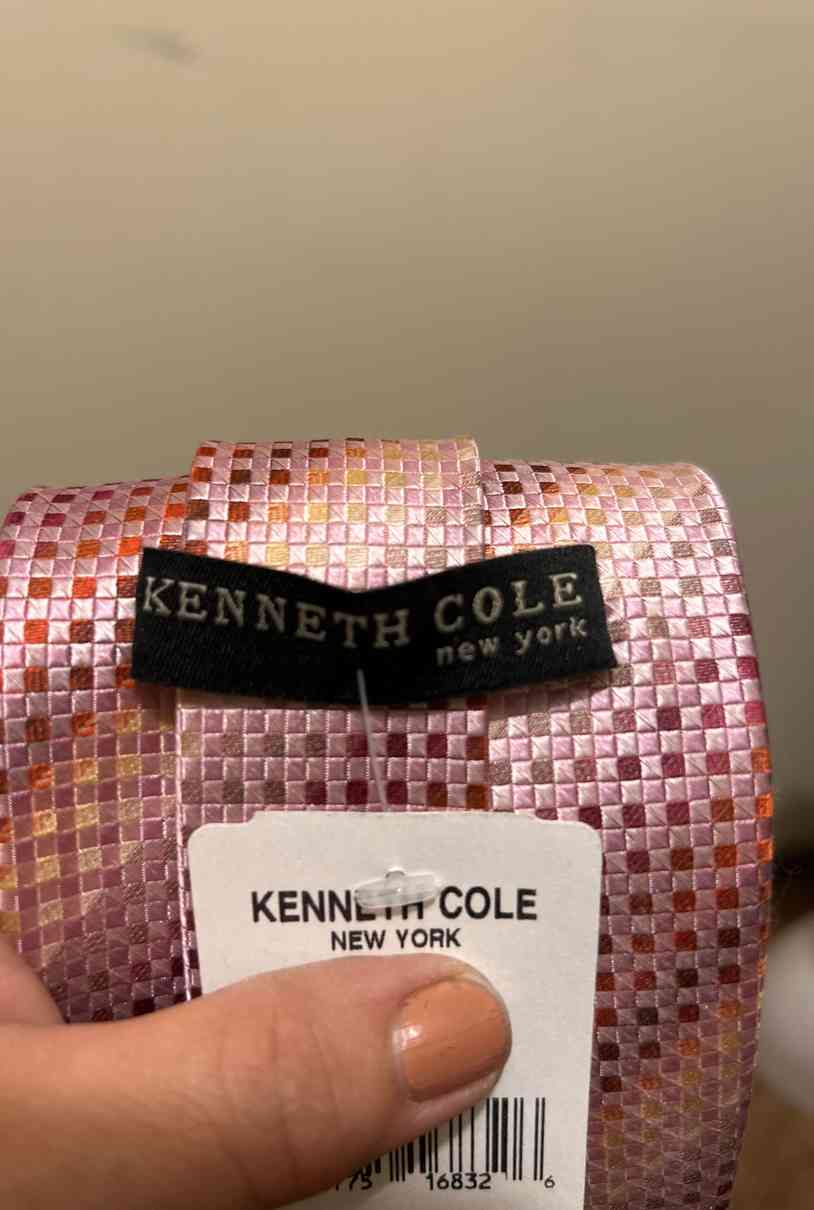 KENNETH COLE
new york
KENNETH COLE
NEW YORK
16832 6